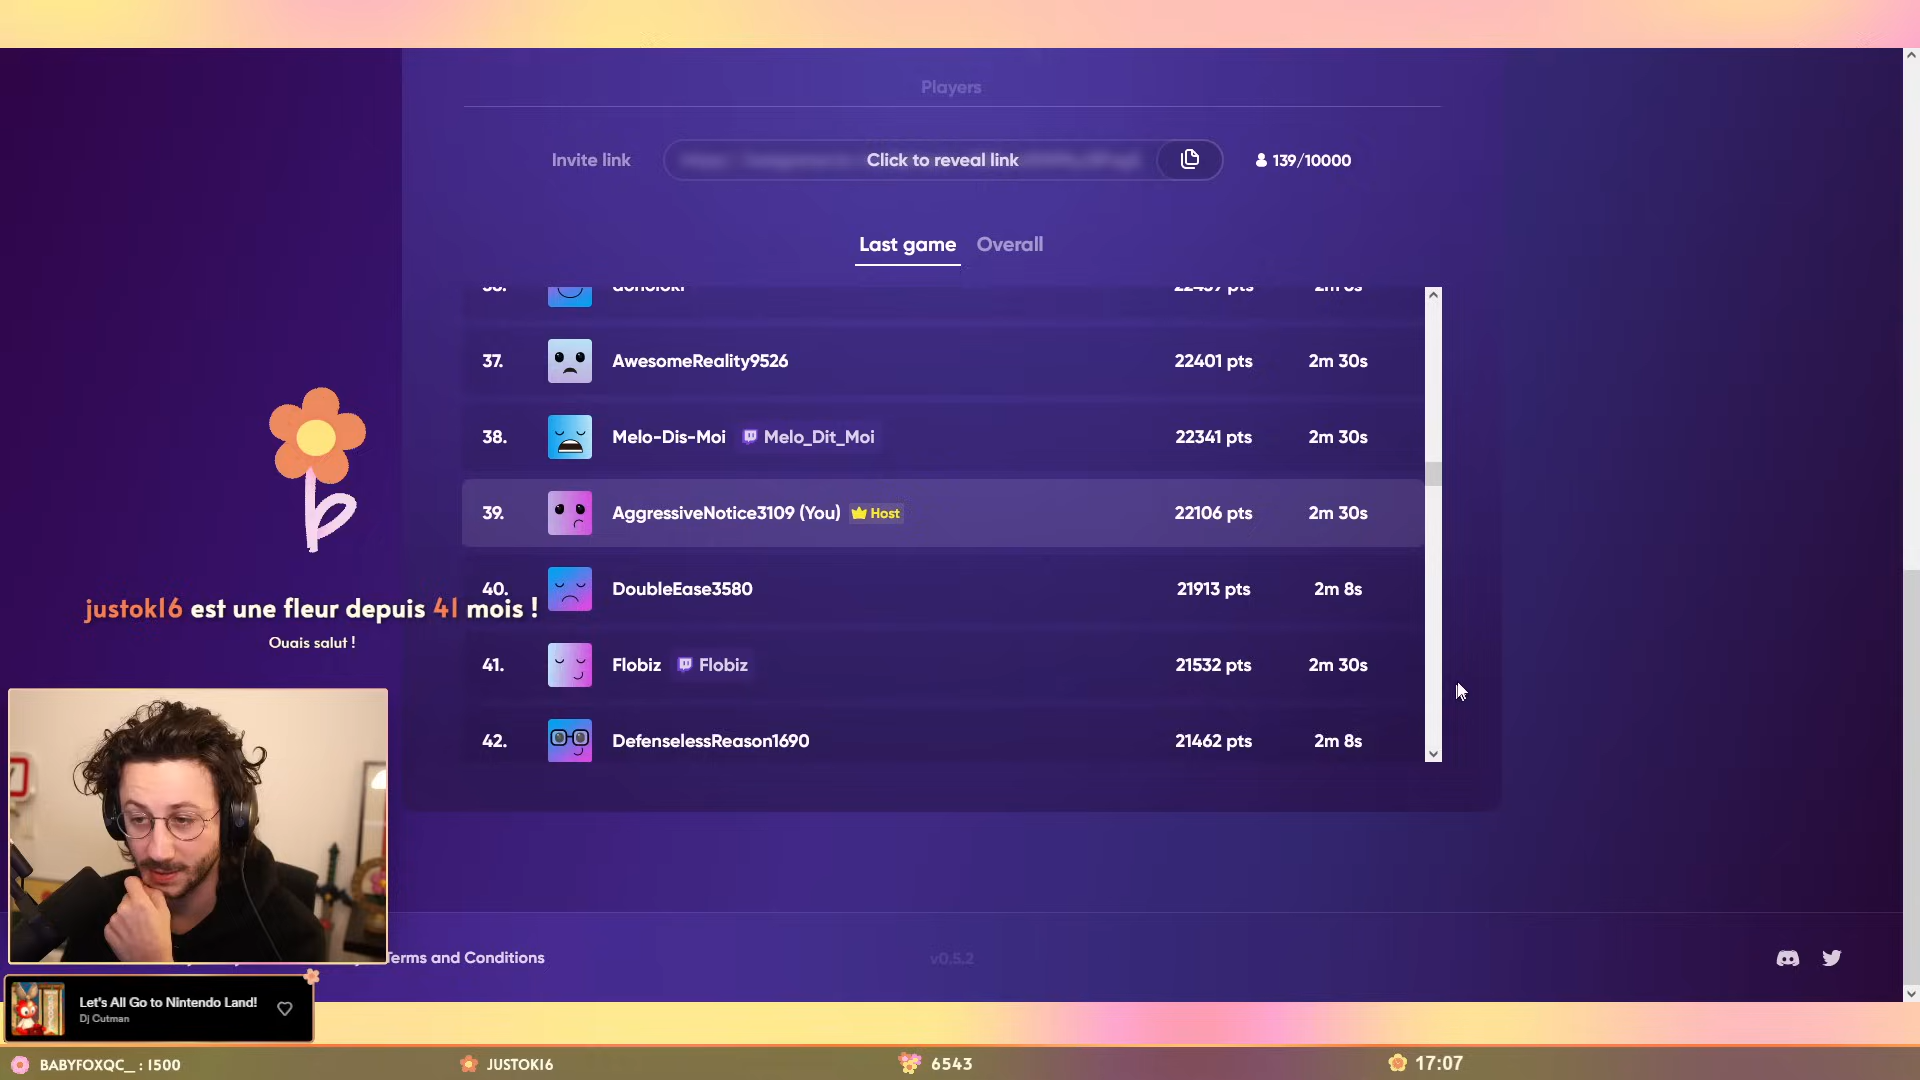 Players
Invite link
Click to reveal link
139/10000
Last game
Overall
37. AwesomeReality9526 22401 pts 2m 30s
38. Melo-Dis-Moi Melo_Dit_Moi 22341 pts 2m 30s
39. AggressiveNotice3109 (You) Host 22106 pts 2m 30s
40. DoubleEase3580 21913 pts 2m 8s
41. Flobiz Flobiz 21532 pts 2m 30s
42. DefenselessReason1690 21462 pts 2m 8s
justok16 est une fleur depuis 41 mois !
Ouais salut !
Terms and Conditions
v0.5.2
Let's All Go to Nintendo Land!
Dj Cutman
BABYFOXQC_ : 1500
JUSTOK16
6543
17:07